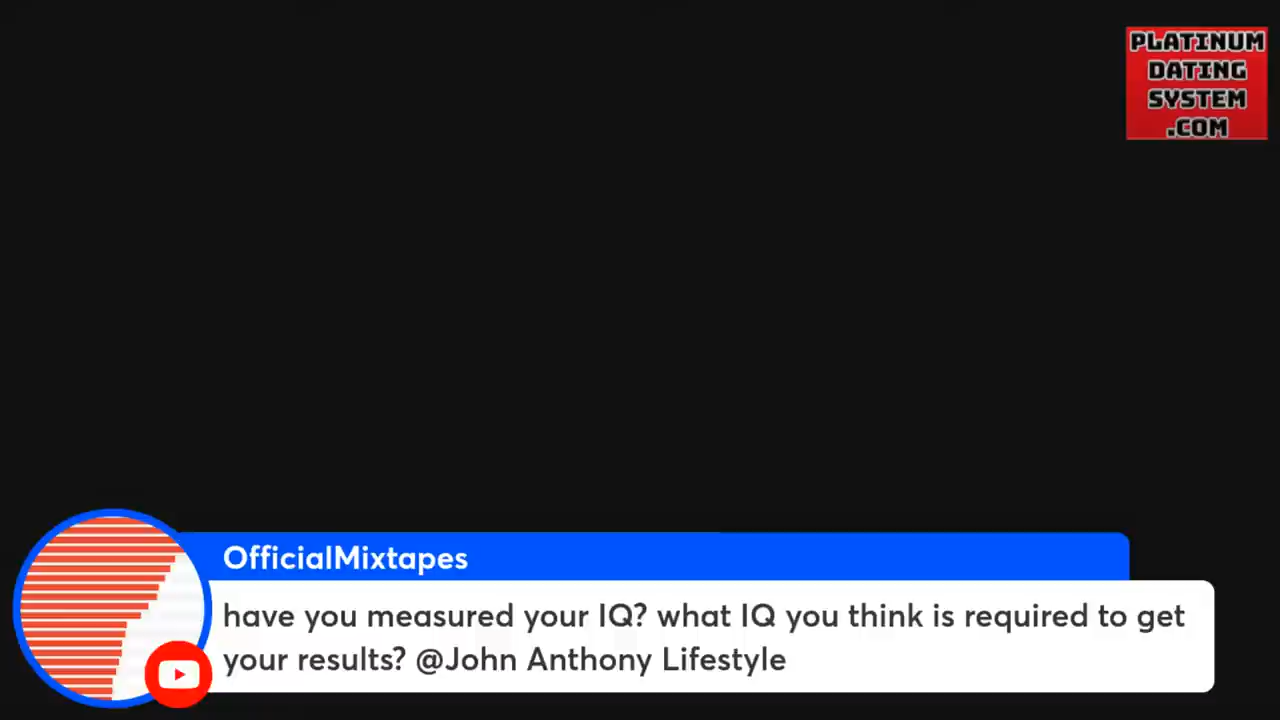 PLATINUM
DATING
SYSTEM
.COM
OfficialMixtapes
have you measured your IQ? what IQ you think is required to get
your results? @John Anthony Lifestyle